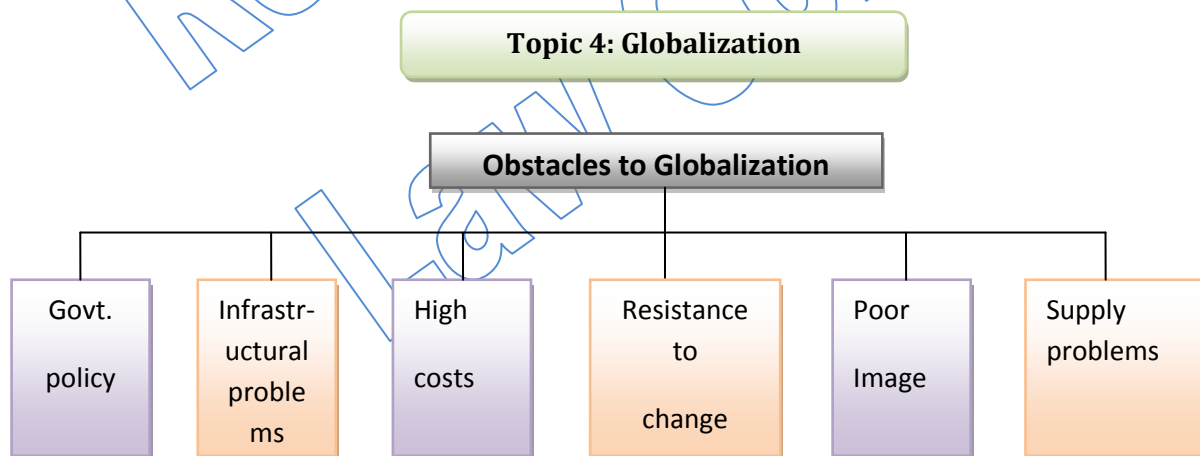 Topic 4: Globalization
Obstacles to Globalization
Govt.
policy
Infrastr-
uctural
proble
ms
High
costs
Resistance
to
change
Poor
Image
Supply
problems
Law